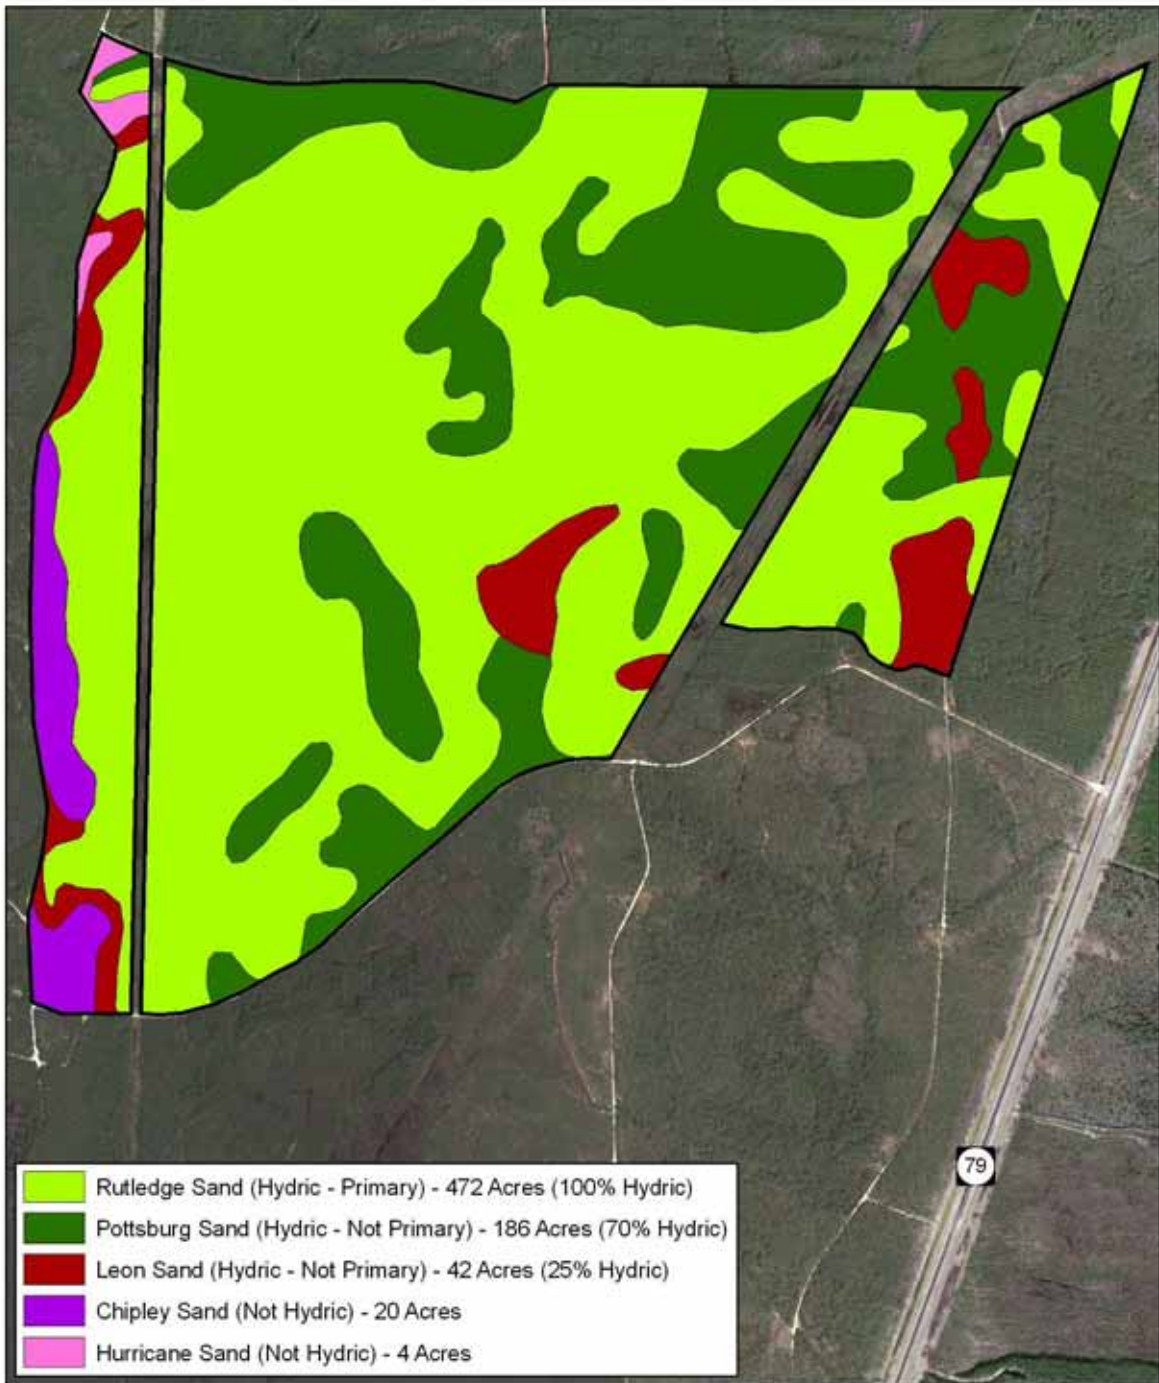 79
Rutledge Sand (Hydric - Primary) - 472 Acres (100% Hydric)
Pottsburg Sand (Hydric - Not Primary) - 186 Acres (70% Hydric)
Leon Sand (Hydric - Not Primary) - 42 Acres (25% Hydric)
Chipley Sand (Not Hydric) - 20 Acres
Hurricane Sand (Not Hydric) - 4 Acres